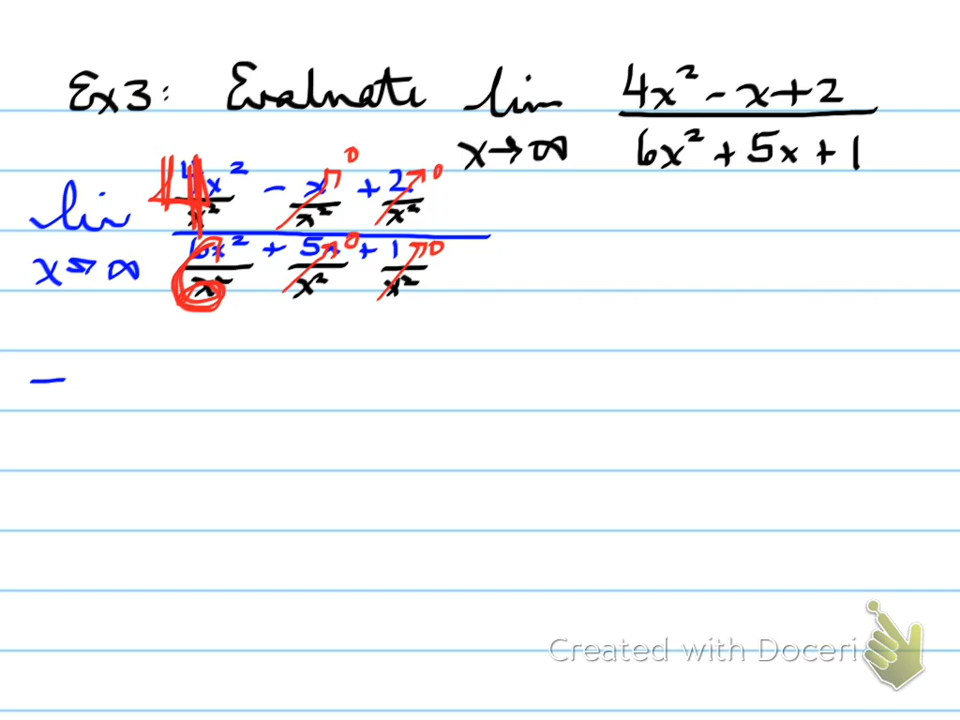 Ex3: Evaluate lim 4x² - x + 2
x→∞ 6x² + 5x + 1
4 0 0
4x² - x + 2
lim x² x² x²
6x² + 5x 0 + 1 0
x→∞ 6 x² x² x²
=
Created with Doceri